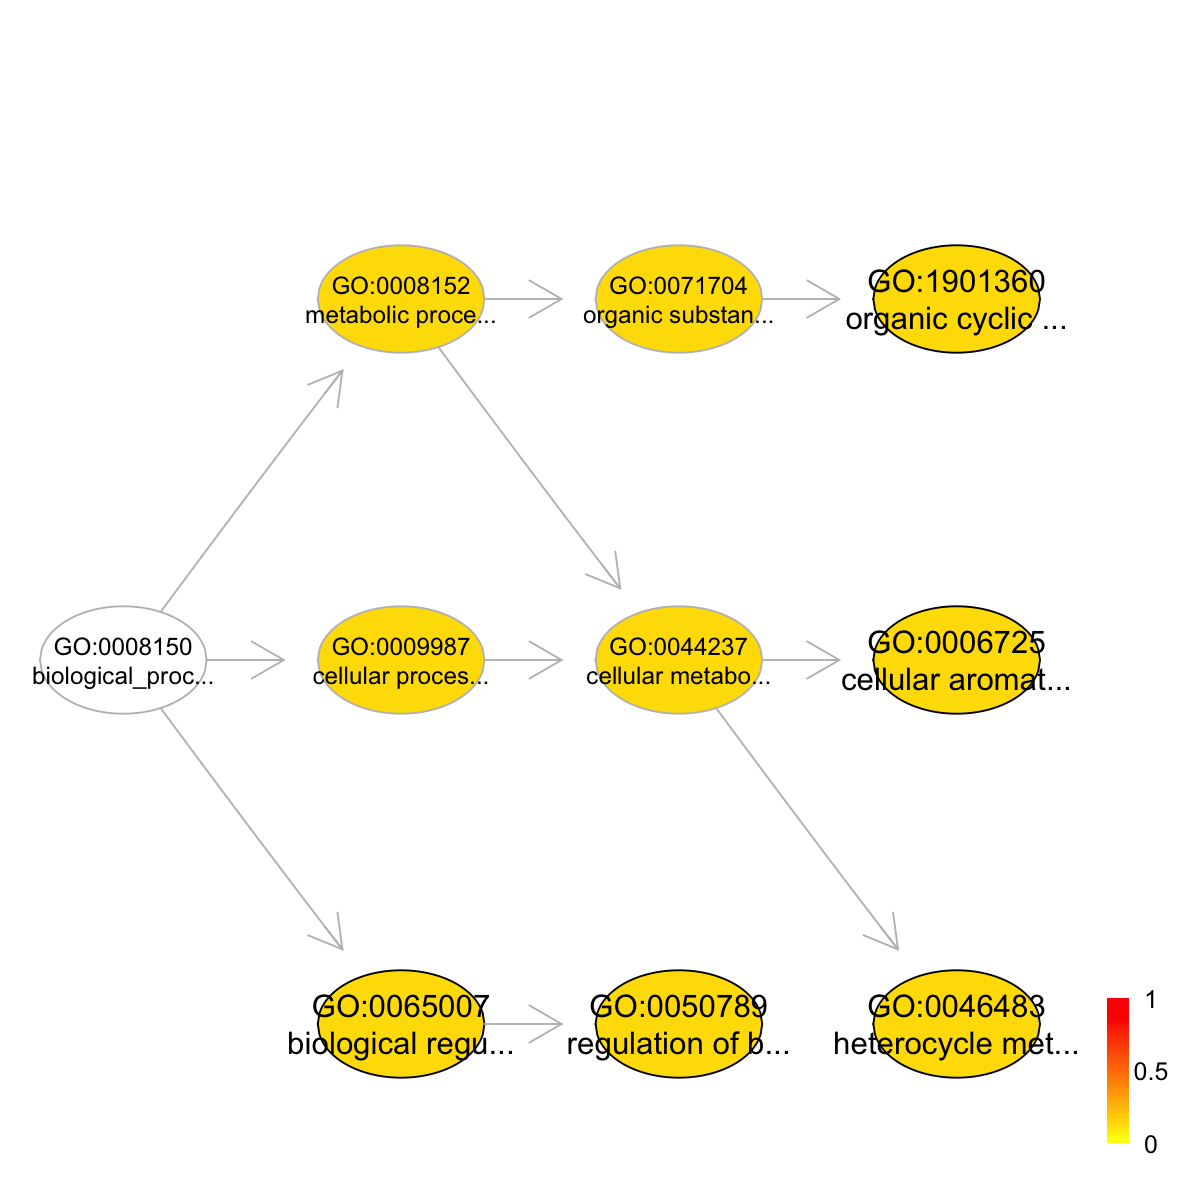 GO:0008152
metabolic proce...
GO:0071704
organic substan...
GO:1901360
organic cyclic ...
GO:0008150
biological_proc...
GO:0009987
cellular proces...
GO:0044237
cellular metabo...
GO:0006725
cellular aromat...
GO:0065007
biological regu...
GO:0050789
regulation of b...
GO:0046483
heterocycle met...
1
0.5
0